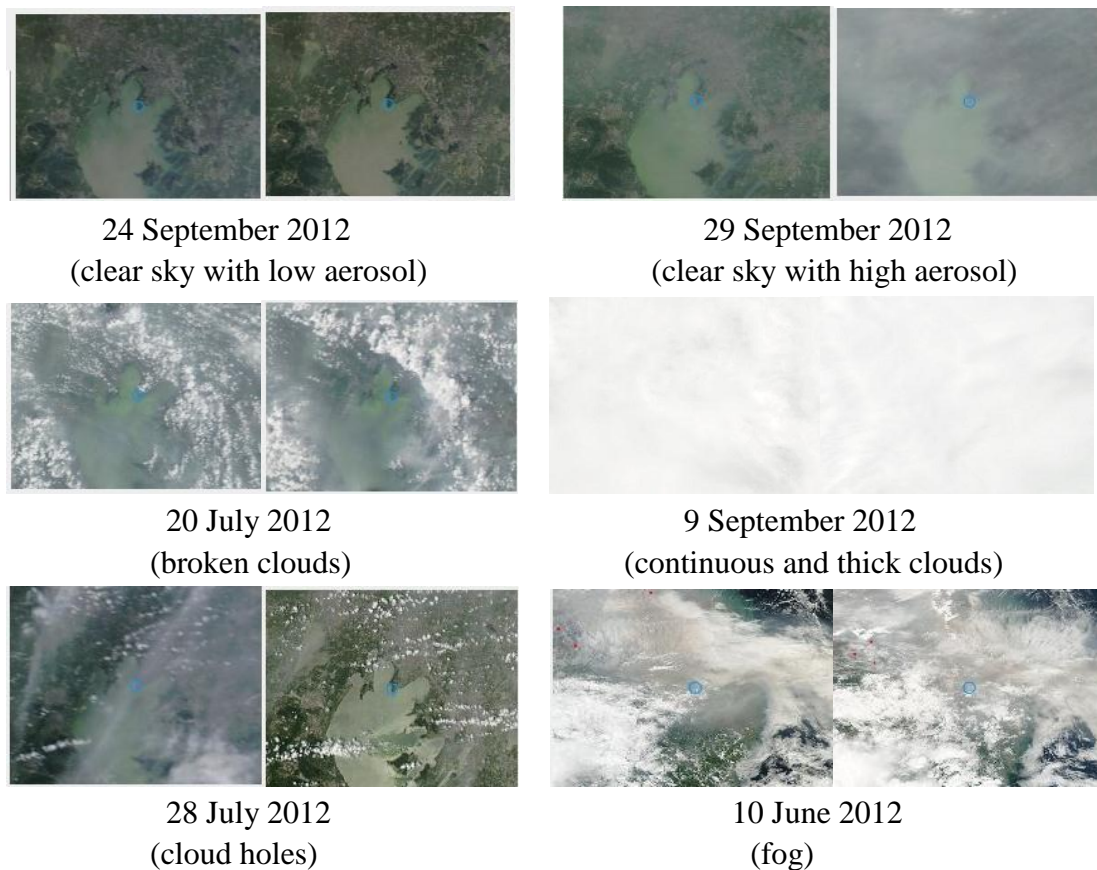 24 September 2012
(clear sky with low aerosol)
29 September 2012
(clear sky with high aerosol)
20 July 2012
(broken clouds)
9 September 2012
(continuous and thick clouds)
28 July 2012
(cloud holes)
10 June 2012
(fog)